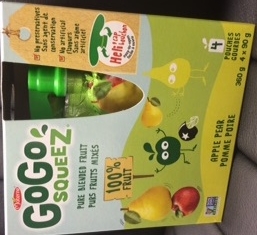 No preservatives
Sans agent de
conservation
No artificial
flavours
Sans arôme
artificiel
Helicap
GoGo
SQUEEZ
PURE BLENDED FRUIT
PURS FRUITS MIXÉS
100%
FRUIT
APPLE PEAR
POMME POIRE
4
POUCHES
GOURDES
360 g 4 x 90 g